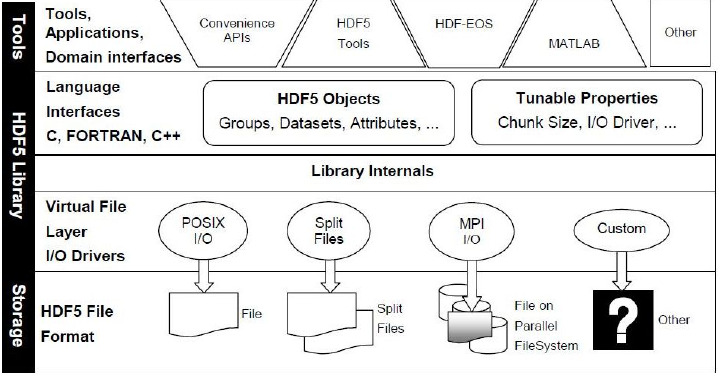 Tools
Tools,
Applications,
Domain interfaces
Convenience
APIs
HDF5
Tools
HDF-EOS
MATLAB
Other
HDF5 Library
Language
Interfaces
C, FORTRAN, C++
HDF5 Objects
Groups, Datasets, Attributes, ...
Tunable Properties
Chunk Size, I/O Driver, ...
Library Internals
Virtual File
Layer
I/O Drivers
POSIX
I/O
Split
Files
MPI
I/O
Custom
Storage
HDF5 File
Format
File
Split
Files
File on
Parallel
FileSystem
?
Other